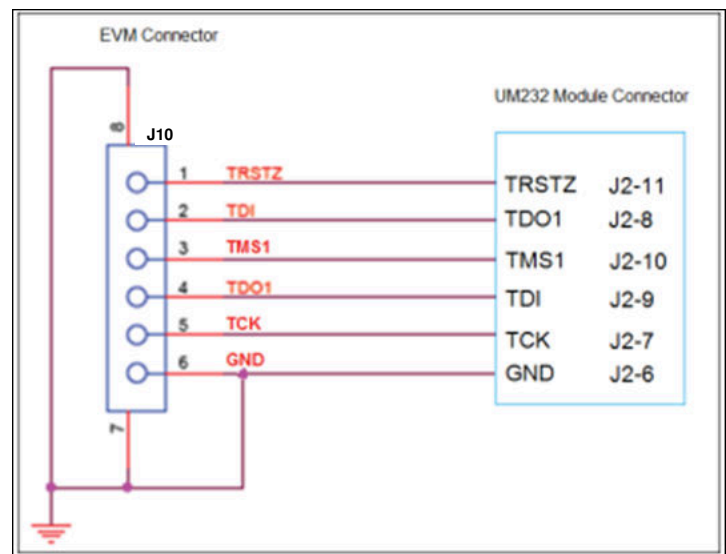 EVM Connector
UM232 Module Connector
8
J10
1 TRSTZ TRSTZ J2-11
2 TDI TDO1 J2-8
3 TMS1 TMS1 J2-10
4 TDO1 TDI J2-9
5 TCK TCK J2-7
6 GND GND J2-6
7